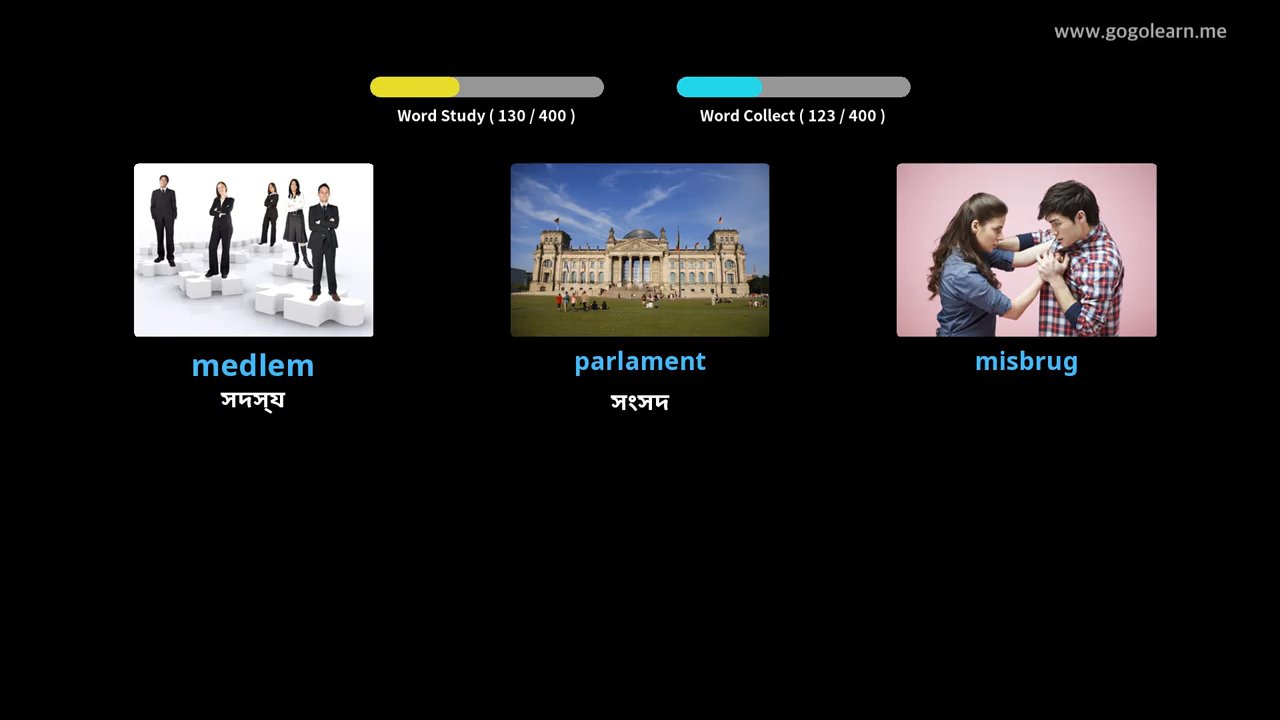 www.gogolearn.me
Word Study ( 130 / 400 )
Word Collect ( 123 / 400 )
medlem
parlament
misbrug
সদস্য
সংসদ